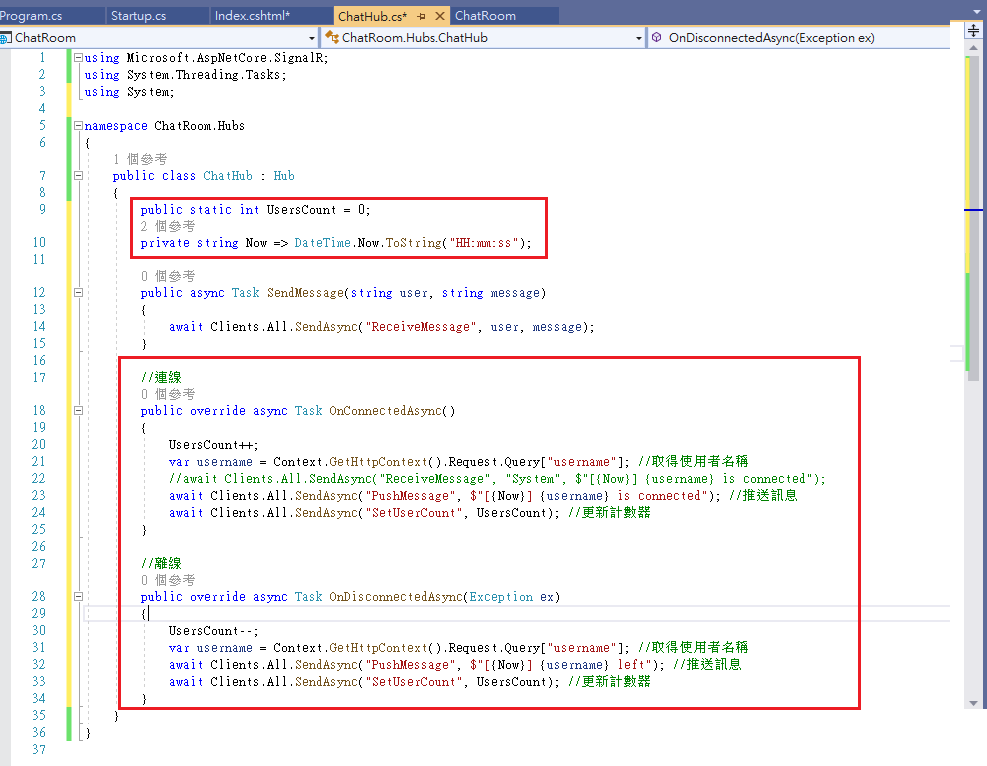 Program.cs Startup.cs Index.cshtml* ChatHub.cs* ChatRoom
ChatRoom ChatRoom.Hubs.ChatHub OnDisconnectedAsync(Exception ex)
1 using Microsoft.AspNetCore.SignalR;
2 using System.Threading.Tasks;
3 using System;
4
5 namespace ChatRoom.Hubs
6 {
1 個參考
7 public class ChatHub : Hub
8 {
9 public static int UsersCount = 0;
2 個參考
10 private string Now => DateTime.Now.ToString("HH:mm:ss");
11
0 個參考
12 public async Task SendMessage(string user, string message)
13 {
14 await Clients.All.SendAsync("ReceiveMessage", user, message);
15 }
16
17 //連線
0 個參考
18 public override async Task OnConnectedAsync()
19 {
20 UsersCount++;
21 var username = Context.GetHttpContext().Request.Query["username"]; //取得使用者名稱
22 //await Clients.All.SendAsync("ReceiveMessage", "System", $"[{Now}] {username} is connected");
23 await Clients.All.SendAsync("PushMessage", $"[{Now}] {username} is connected"); //推送訊息
24 await Clients.All.SendAsync("SetUserCount", UsersCount); //更新計數器
25 }
26
27 //離線
0 個參考
28 public override async Task OnDisconnectedAsync(Exception ex)
29 {
30 UsersCount--;
31 var username = Context.GetHttpContext().Request.Query["username"]; //取得使用者名稱
32 await Clients.All.SendAsync("PushMessage", $"[{Now}] {username} left"); //推送訊息
33 await Clients.All.SendAsync("SetUserCount", UsersCount); //更新計數器
34 }
35 }
36 }
37